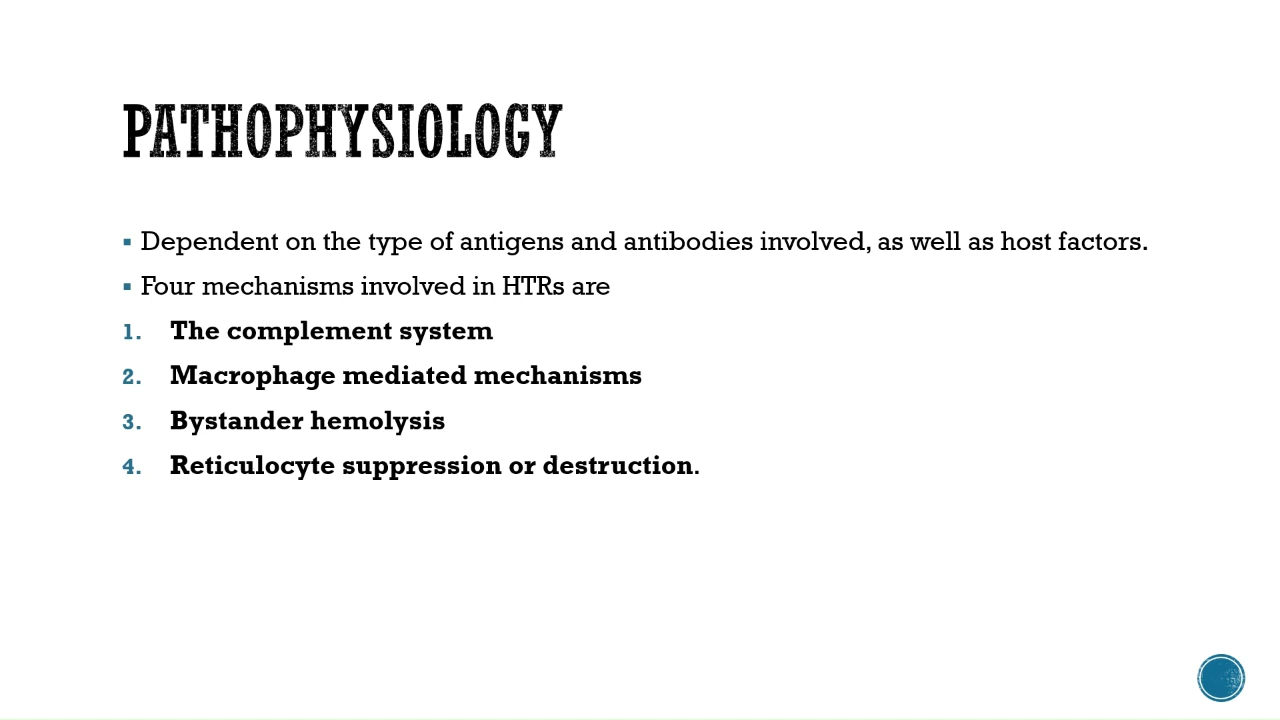 PATHOPHYSIOLOGY
▪ Dependent on the type of antigens and antibodies involved, as well as host factors.
▪ Four mechanisms involved in HTRs are
1. The complement system
2. Macrophage mediated mechanisms
3. Bystander hemolysis
4. Reticulocyte suppression or destruction.